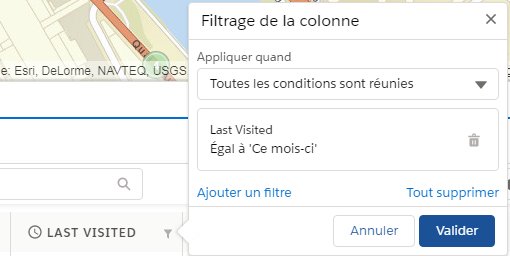 Filtrage de la colonne
Appliquer quand
Toutes les conditions sont réunies
Last Visited
Égal à 'Ce mois-ci'
Ajouter un filtre Tout supprimer
Annuler Valider
Qu
e: Esri, DeLorme, NAVTEQ, USGS
LAST VISITED